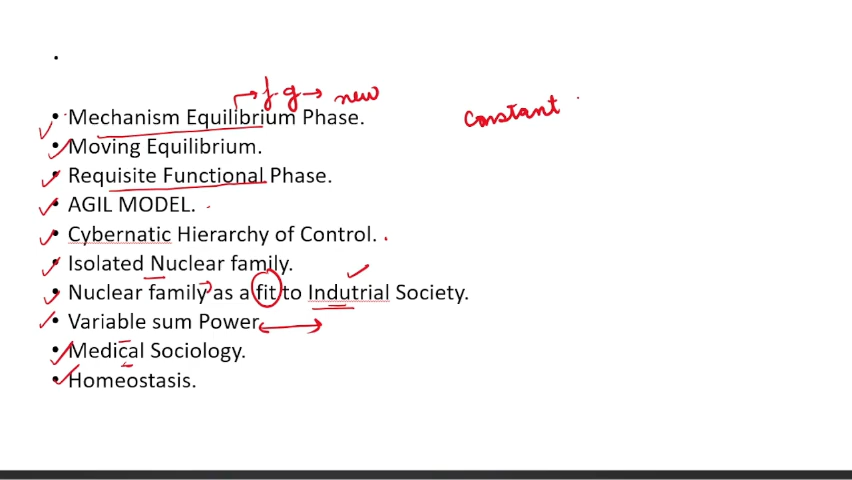 f.g → new
constant
• Mechanism Equilibrium Phase.
• Moving Equilibrium.
• Requisite Functional Phase.
• AGIL MODEL.
• Cybernatic Hierarchy of Control.
• Isolated Nuclear family.
• Nuclear family as a fit to Indutrial Society.
• Variable sum Power
• Medical Sociology.
• Homeostasis.